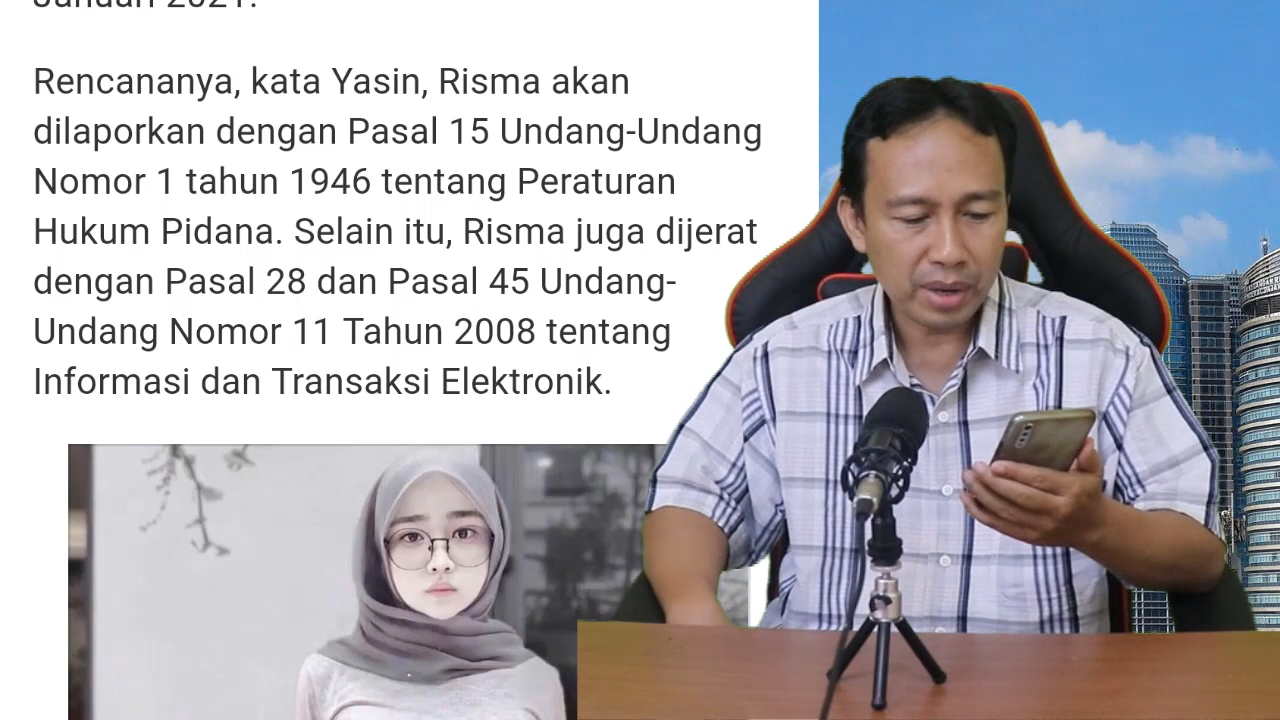 Januari 2021.
Rencananya, kata Yasin, Risma akan
dilaporkan dengan Pasal 15 Undang-Undang
Nomor 1 tahun 1946 tentang Peraturan
Hukum Pidana. Selain itu, Risma juga dijerat
dengan Pasal 28 dan Pasal 45 Undang-
Undang Nomor 11 Tahun 2008 tentang
Informasi dan Transaksi Elektronik.